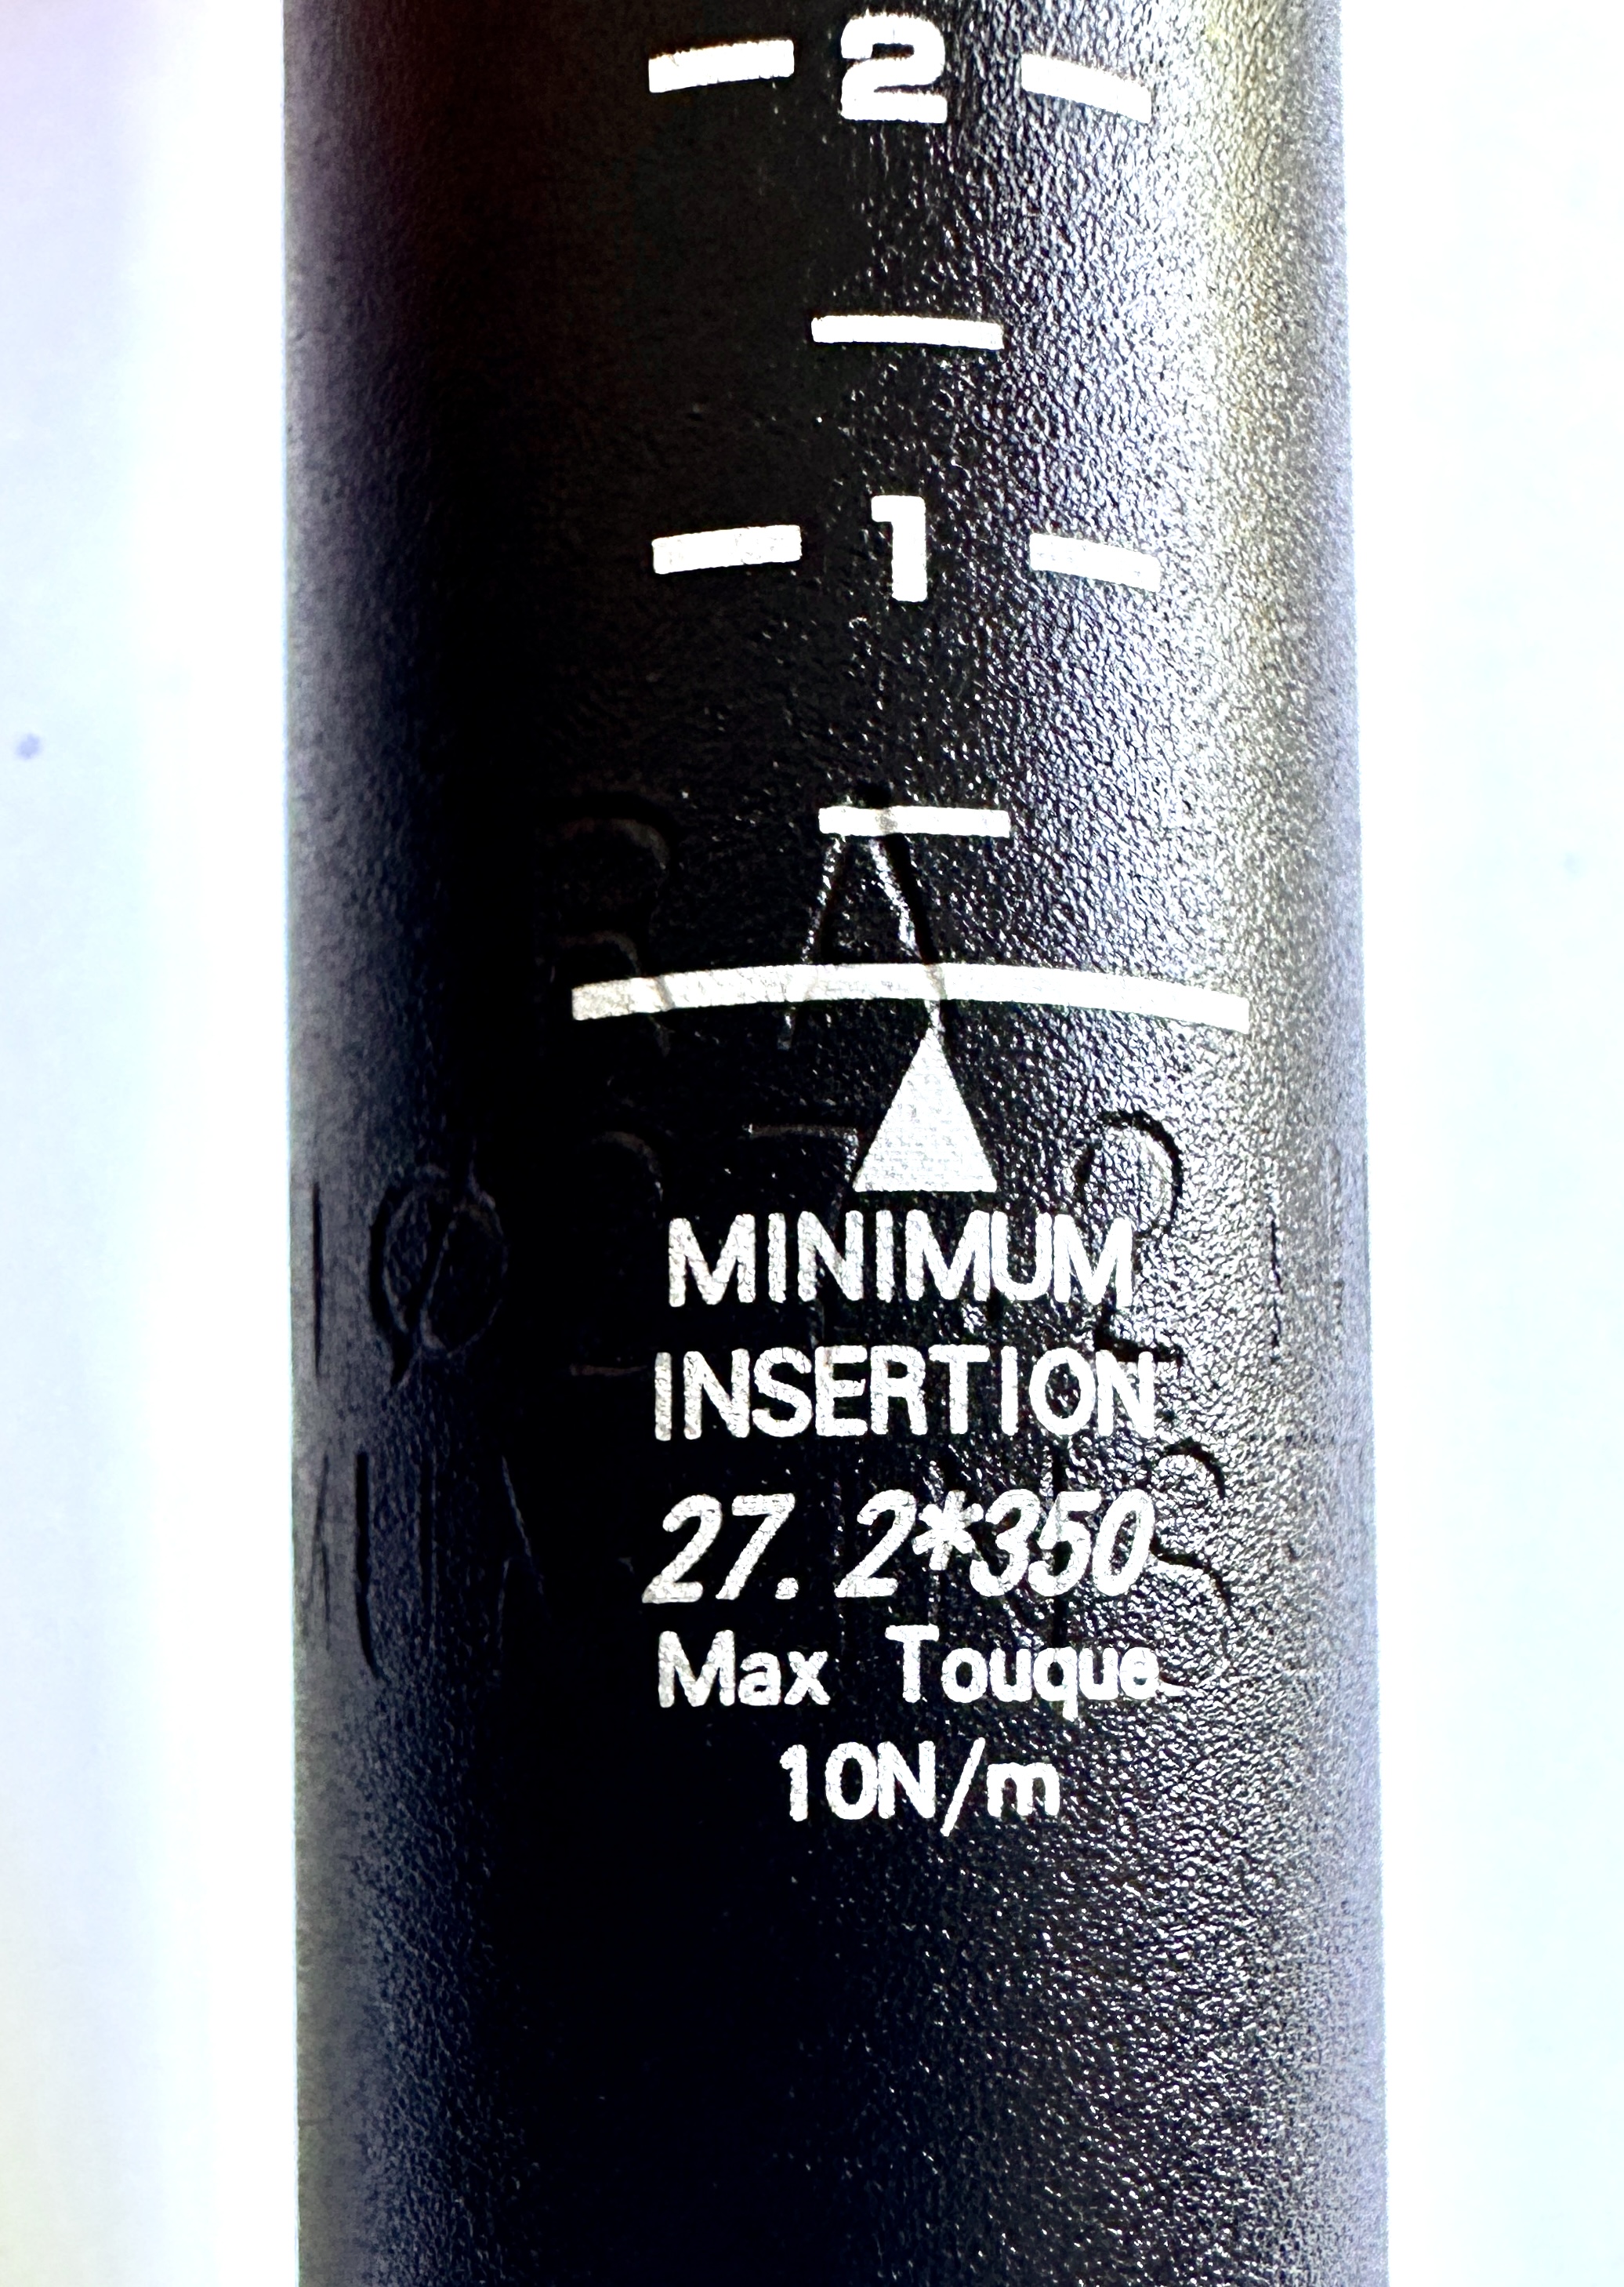 2
1
MINIMUM
INSERTION
27. 2*350
Max Touque
10N/m